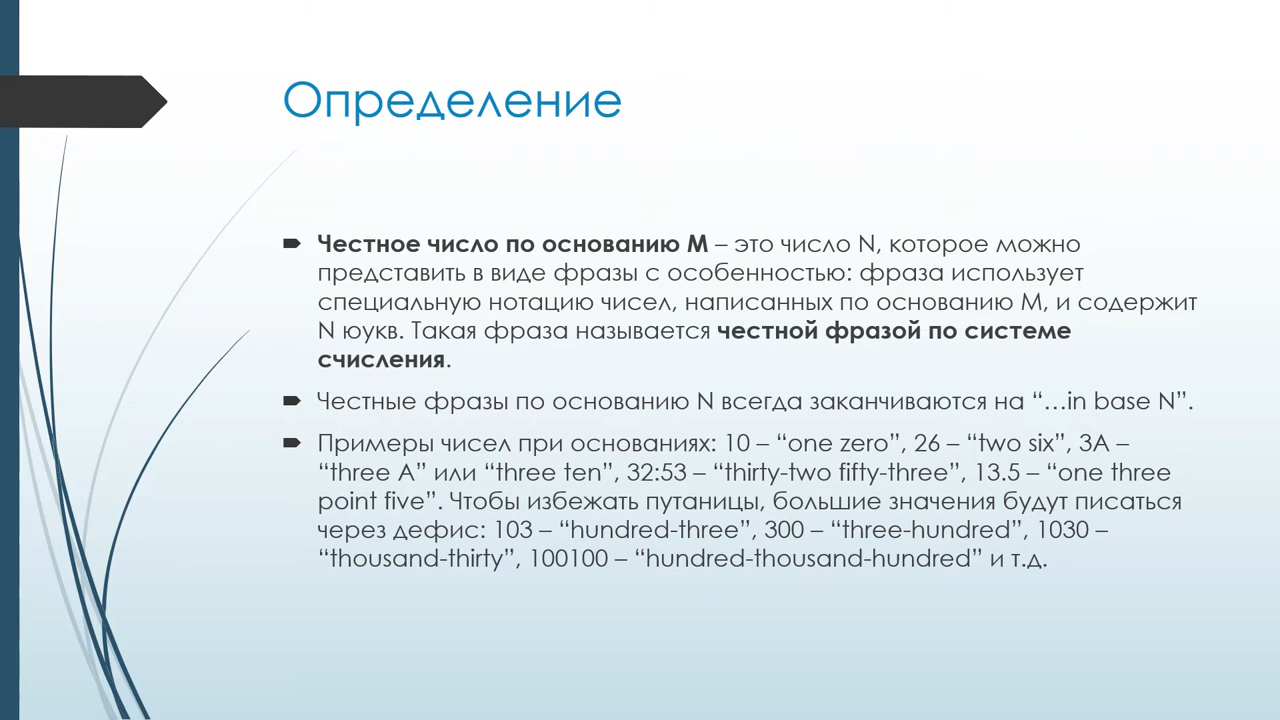 Определение
Честное число по основанию M – это число N, которое можно
представить в виде фразы с особенностью: фраза использует
специальную нотацию чисел, написанных по основанию M, и содержит
N юукв. Такая фраза называется честной фразой по системе
счисления.
Честные фразы по основанию N всегда заканчиваются на “…in base N”.
Примеры чисел при основаниях: 10 – “one zero”, 26 – “two six”, 3A –
“three A” или “three ten”, 32:53 – “thirty-two fifty-three”, 13.5 – “one three
point five”. Чтобы избежать путаницы, большие значения будут писаться
через дефис: 103 – “hundred-three”, 300 – “three-hundred”, 1030 –
“thousand-thirty”, 100100 – “hundred-thousand-hundred” и т.д.